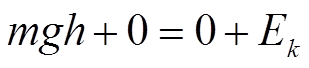 mgh + 0 = 0 + E_k